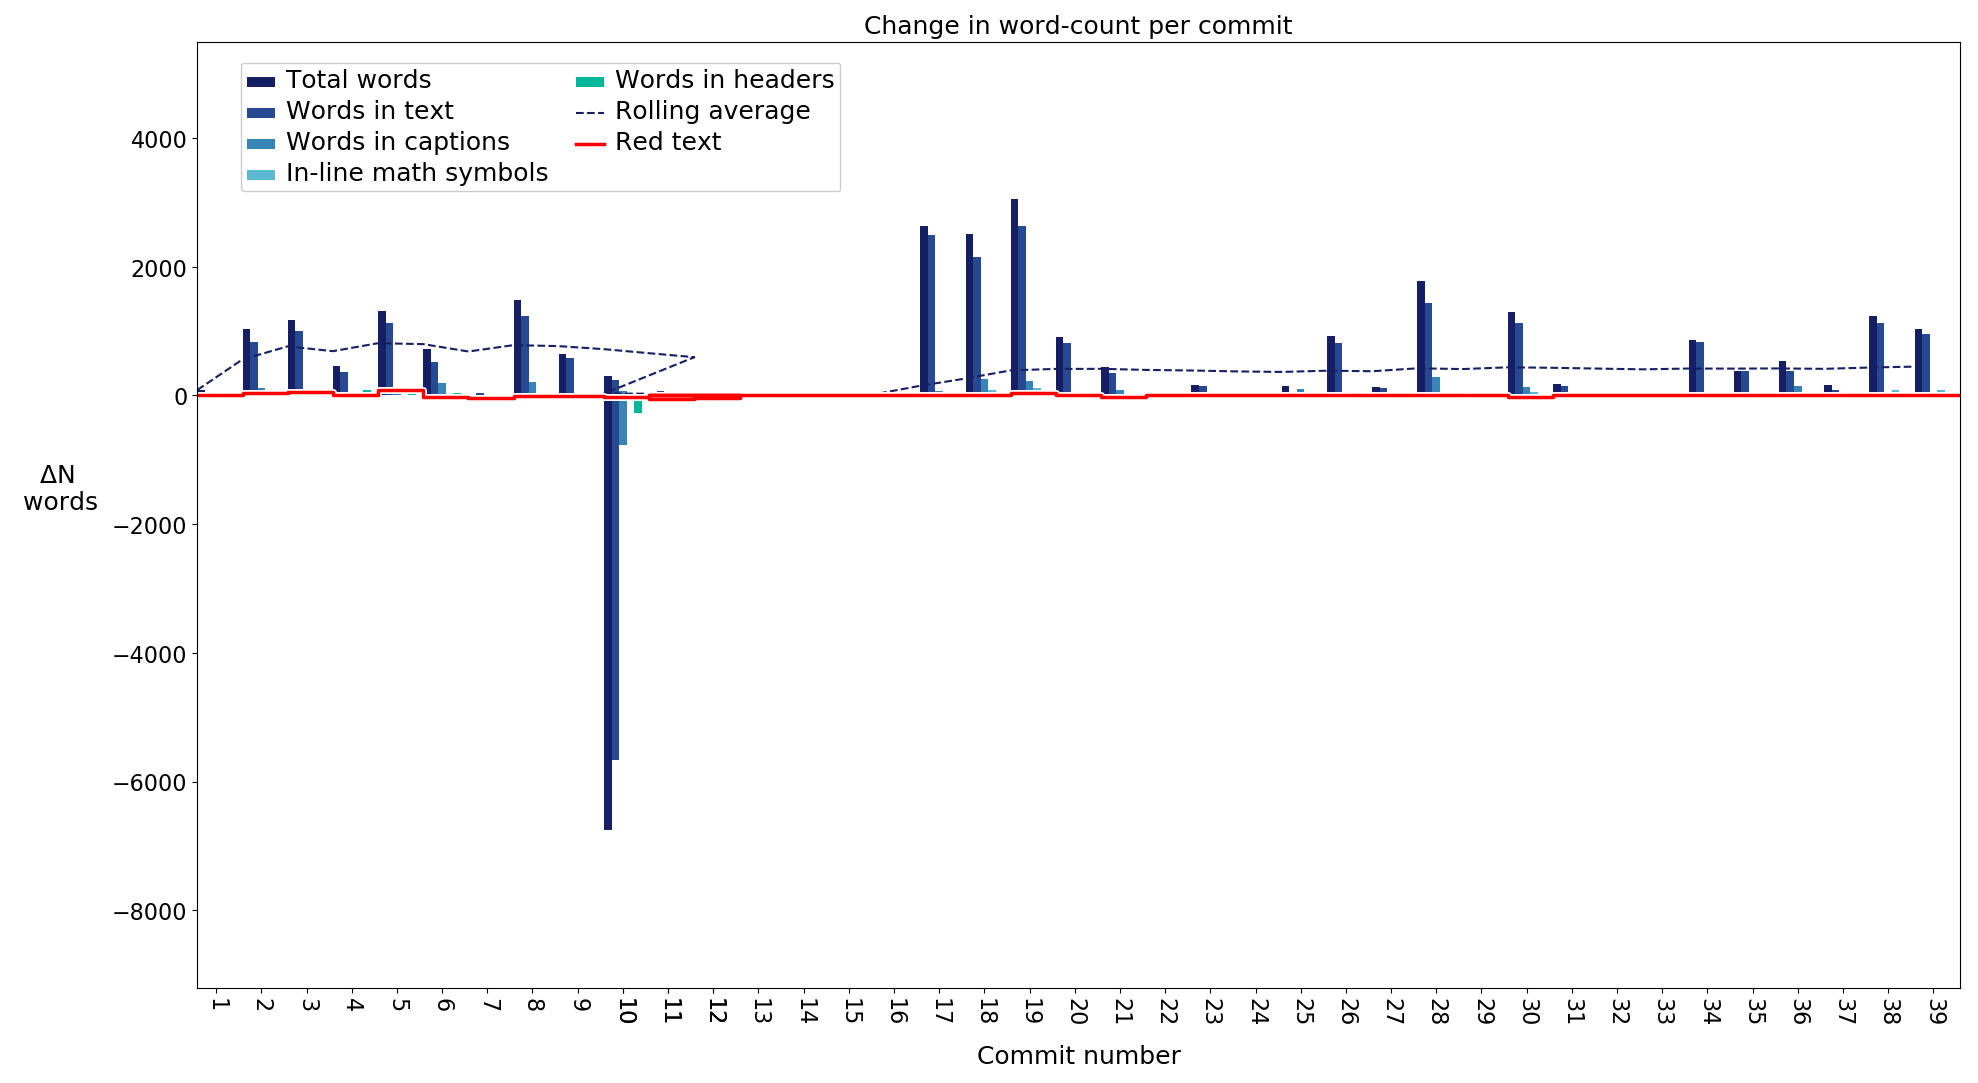 Change in word-count per commit
Total words
Words in text
Words in captions
In-line math symbols
Words in headers
Rolling average
Red text
4000
2000
0
−2000
−4000
−6000
−8000
ΔN
words
1 2 3 4 5 6 7 8 9 10 11 12 13 14 15 16 17 18 19 20 21 22 23 24 25 26 27 28 29 30 31 32 33 34 35 36 37 38 39
Commit number